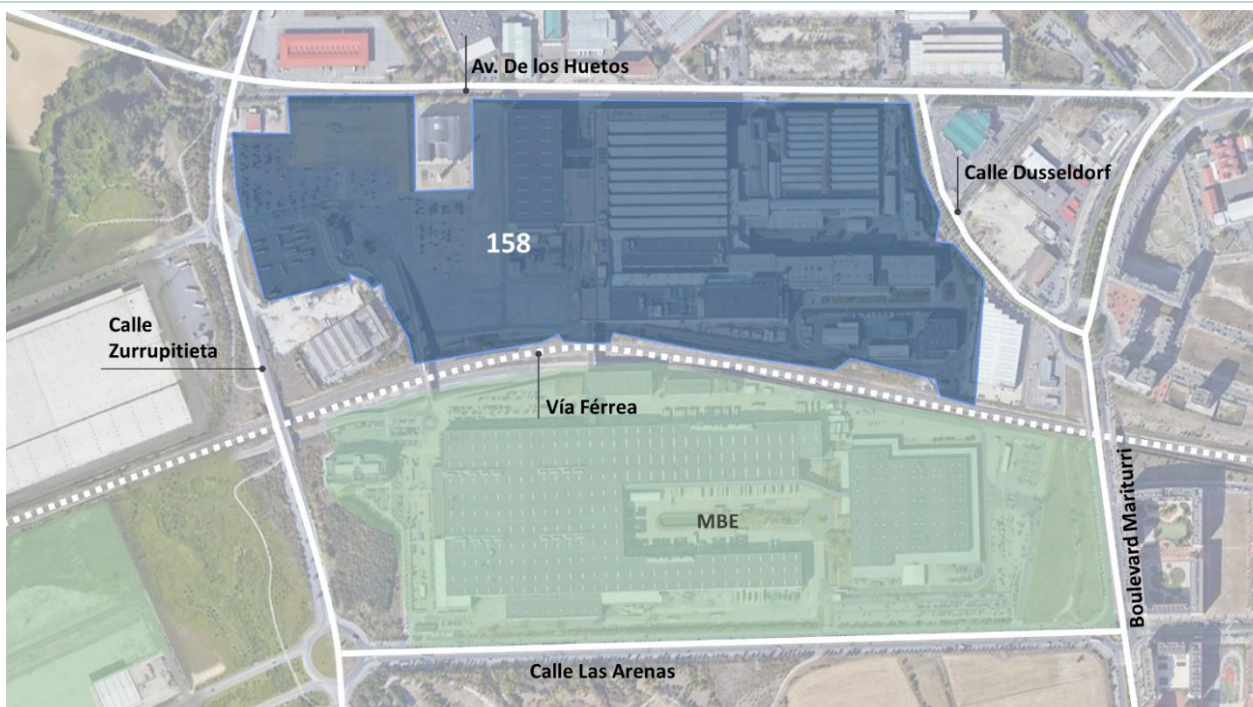 Av. De los Huetos
Calle Dusseldorf
158
Calle
Zurrupitieta
Vía Férrea
MBE
Boulevard Mariturri
Calle Las Arenas